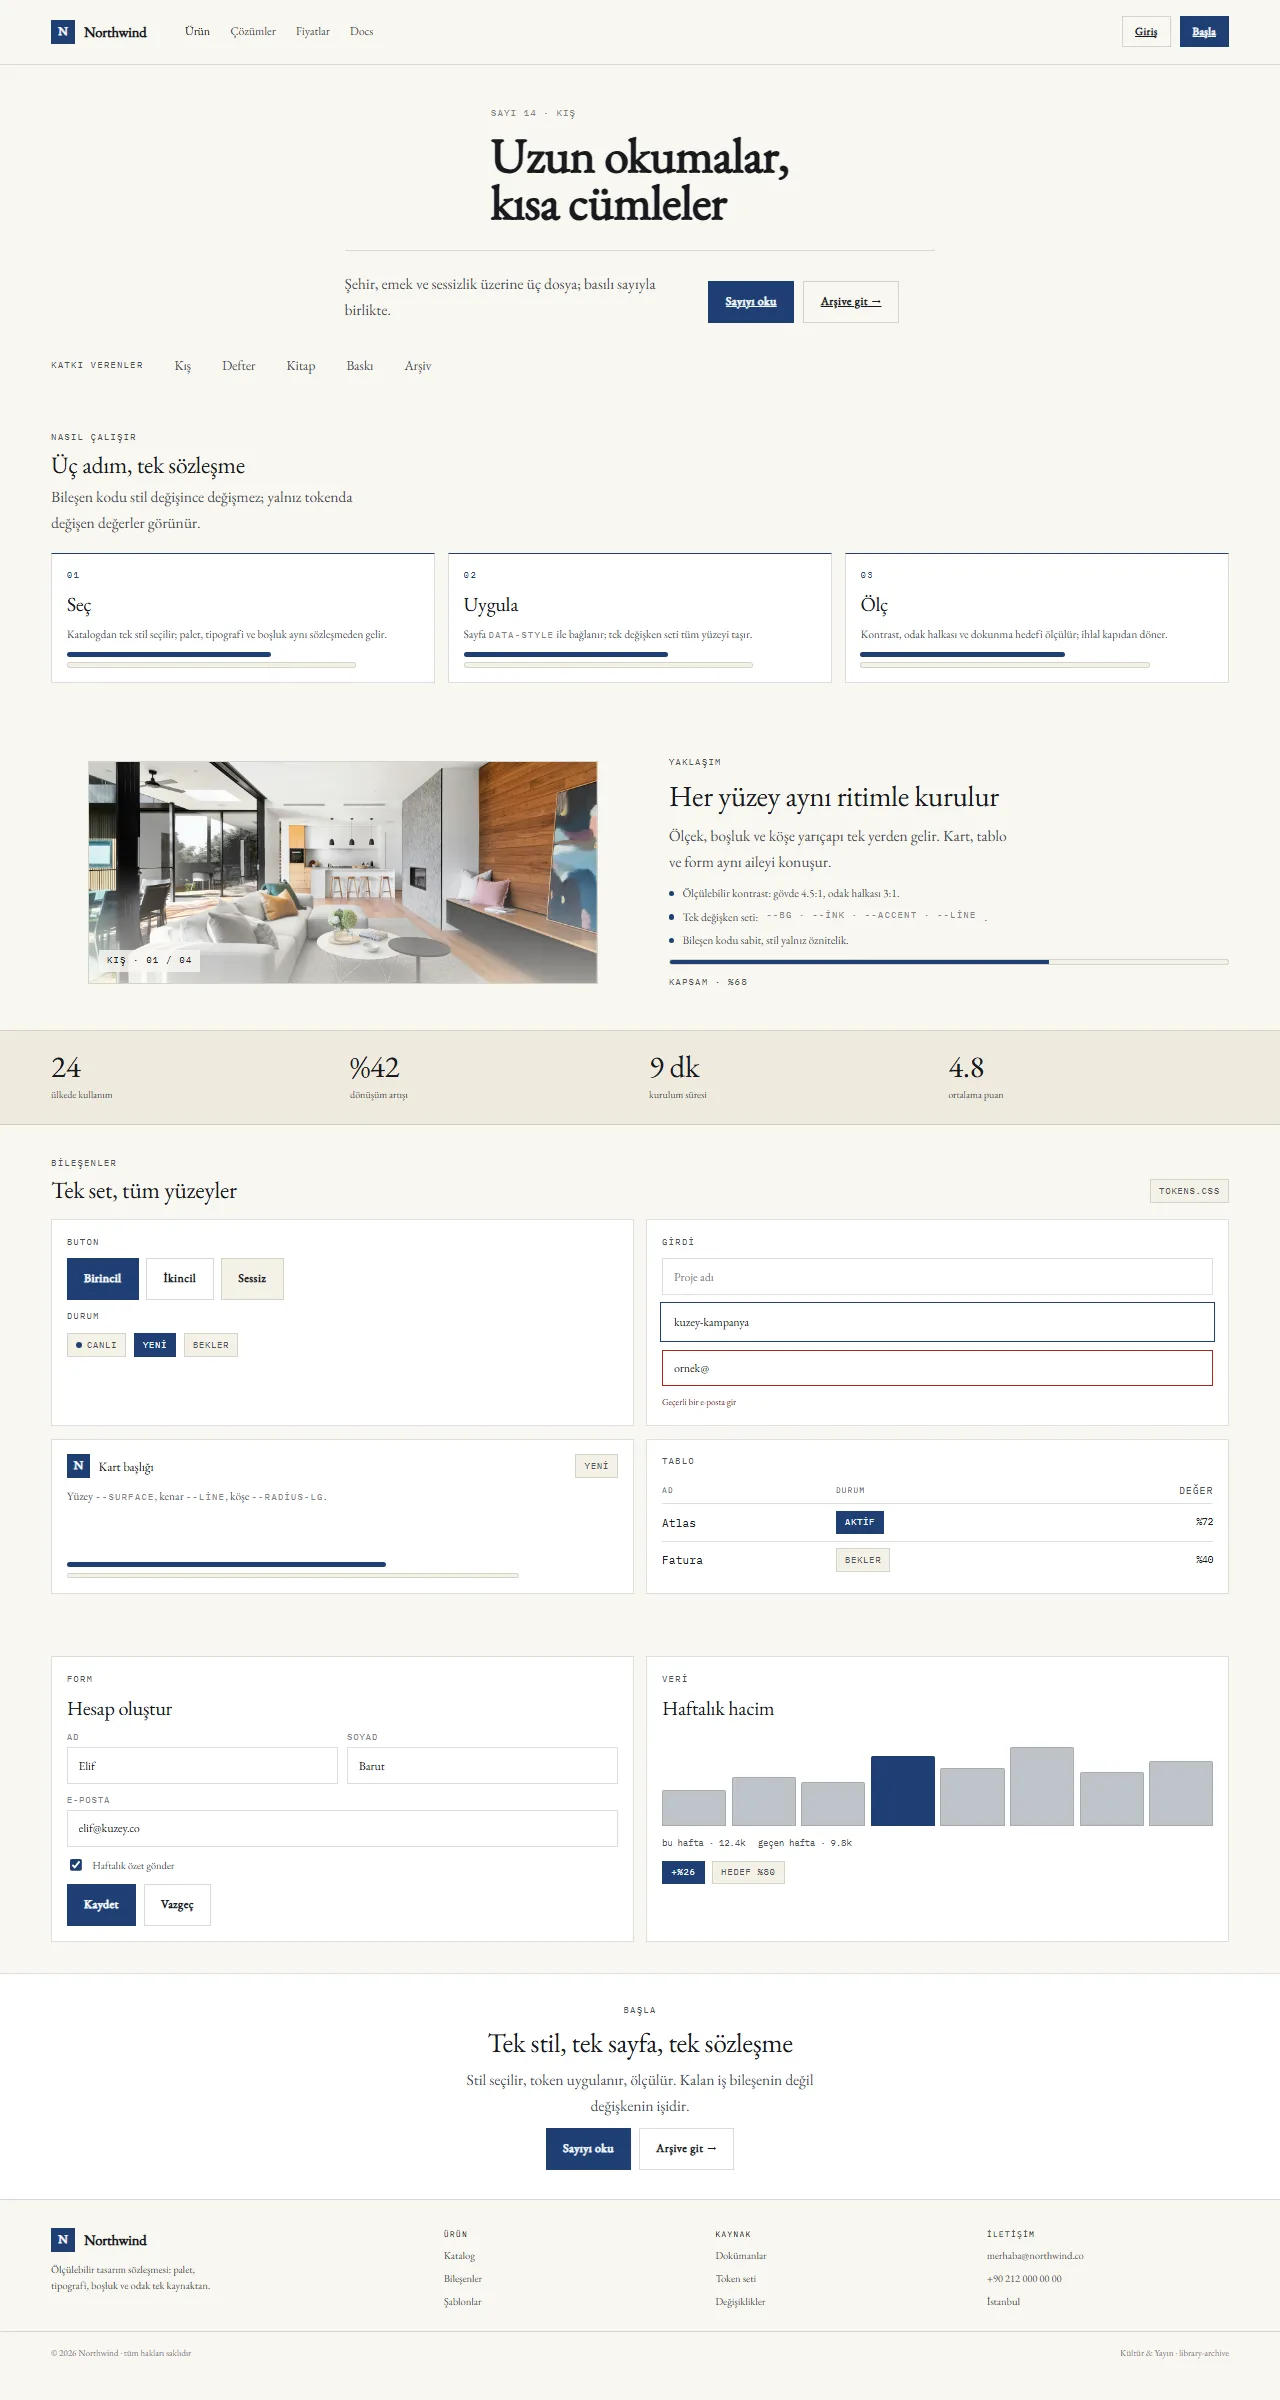 N Northwind Ürün Çözümler Fiyatlar Docs Giriş Başla
SAYI 14 · KIŞ
Uzun okumalar,
kısa cümleler
Şehir, emek ve sessizlik üzerine üç dosya; basılı sayıyla
birlikte.
Sayıyı oku Arşive git →
KATKI VERENLER Kış Defter Kitap Baskı Arşiv
NASIL ÇALIŞIR
Üç adım, tek sözleşme
Bileşen kodu stil değişince değişmez; yalnız tokenda
değişen değerler görünür.
01
Seç
Katalogdan tek stil seçilir; palet, tipografi ve boşluk aynı sözleşmeden gelir.
02
Uygula
Sayfa DATA-STYLE ile bağlanır; tek değişken seti tüm yüzeyi taşır.
03
Ölç
Kontrast, odak halkası ve dokunma hedefi ölçülür; ihlal kapıdan döner.
KIŞ · 01 / 04
YAKLAŞIM
Her yüzey aynı ritimle kurulur
Ölçek, boşluk ve köşe yarıçapı tek yerden gelir. Kart, tablo
ve form aynı aileyi konuşur.
Ölçülebilir kontrast: gövde 4.5:1, odak halkası 3:1.
Tek değişken seti: --BG · --İNK · --ACCENT · --LİNE .
Bileşen kodu sabit, stil yalnız öznitelik.
KAPSAM · %68
24
ülkede kullanım
%42
dönüşüm artışı
9 dk
kurulum süresi
4.8
ortalama puan
BİLEŞENLER
Tek set, tüm yüzeyler
TOKENS.CSS
BUTON
Birincil İkincil Sessiz
DURUM
CANLI YENİ BEKLER
GİRDİ
Proje adı
kuzey-kampanya
ornek@
Geçerli bir e-posta gir
N Kart başlığı YENİ
Yüzey --SURFACE, kenar --LİNE, köşe --RADİUS-LG.
TABLO
AD DURUM DEĞER
Atlas AKTİF %72
Fatura BEKLER %40
FORM
Hesap oluştur
AD SOYAD
Elif Barut
E-POSTA
elif@kuzey.co
Haftalık özet gönder
Kaydet Vazgeç
VERİ
Haftalık hacim
bu hafta · 12.4k geçen hafta · 9.8k
+%26 HEDEF %80
BAŞLA
Tek stil, tek sayfa, tek sözleşme
Stil seçilir, token uygulanır, ölçülür. Kalan iş bileşenin değil
değişkenin işidir.
Sayıyı oku Arşive git →
N Northwind
Ölçülebilir tasarım sözleşmesi: palet,
tipografi, boşluk ve odak tek kaynaktan.
ÜRÜN
Katalog
Bileşenler
Şablonlar
KAYNAK
Dokümanlar
Token seti
Değişiklikler
İLETİŞİM
merhaba@northwind.co
+90 212 000 00 00
İstanbul
© 2026 Northwind · tüm hakları saklıdır
Kültür & Yayın · library-archive